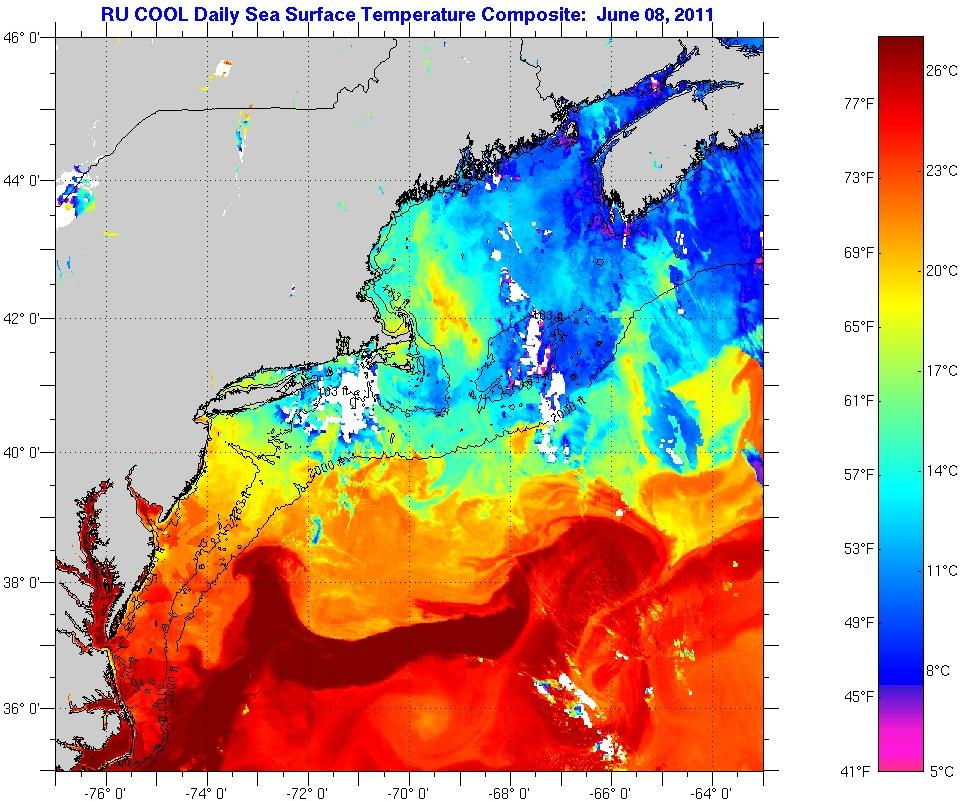 RU COOL Daily Sea Surface Temperature Composite: June 08, 2011
46° 0'
44° 0'
42° 0'
40° 0'
38° 0'
36° 0'
-76° 0'
-74° 0'
-72° 0'
-70° 0'
-68° 0'
-66° 0'
-64° 0'
2000 ft
26°C
77°F
23°C
73°F
69°F
20°C
65°F
17°C
61°F
14°C
57°F
53°F
11°C
49°F
8°C
45°F
41°F
5°C